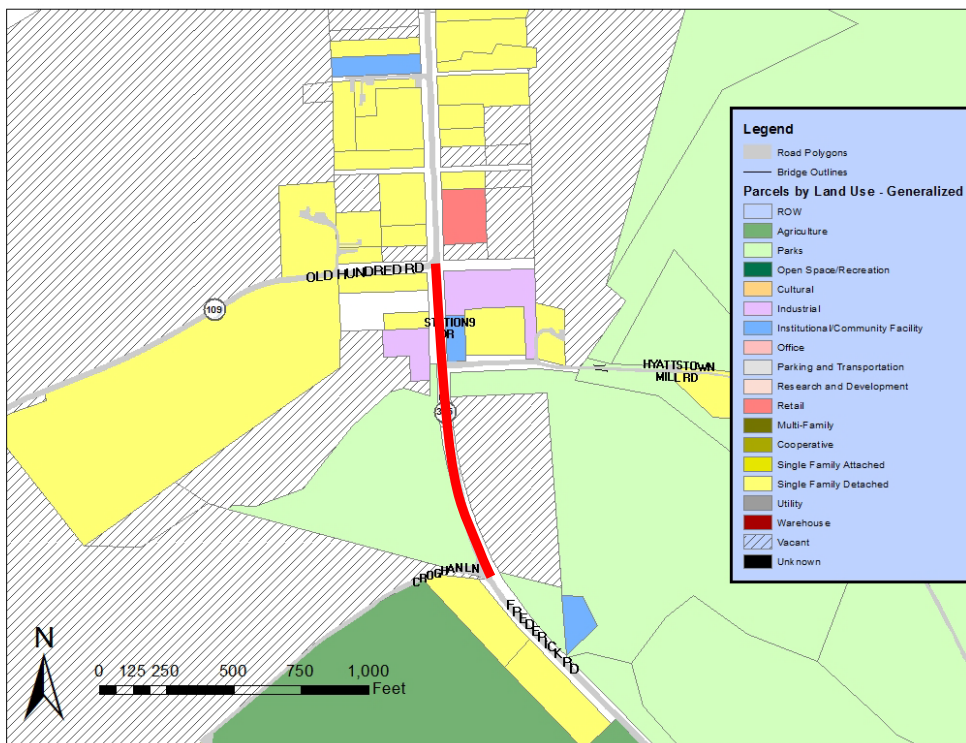 OLD HUNDRED RD
109
STATION 9
DR
HYATTSTOWN
MILL RD
CROGHAN LN
FREDERICK RD
N
0 125 250 500 750 1,000
Feet
Legend
Road Polygons
Bridge Outlines
Parcels by Land Use - Generalized
ROW
Agriculture
Parks
Open Space/Recreation
Cultural
Industrial
Institutional/Community Facility
Office
Parking and Transportation
Research and Development
Retail
Multi-Family
Cooperative
Single Family Attached
Single Family Detached
Utility
Warehouse
Vacant
Unknown